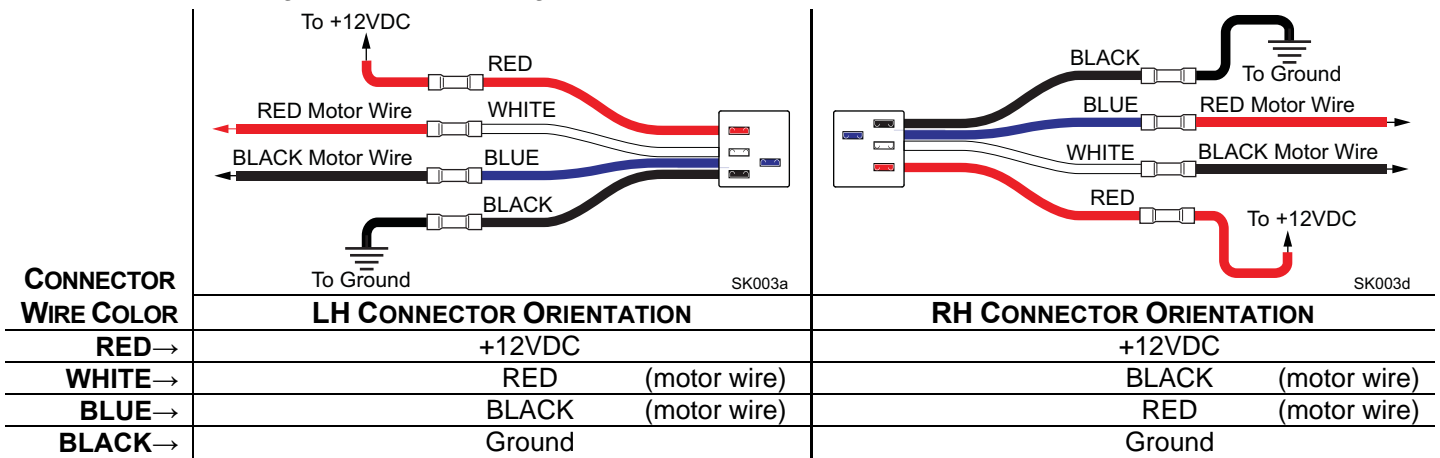 To +12VDC
RED
RED Motor Wire
WHITE
BLACK Motor Wire
BLUE
BLACK
To Ground
SK003a
BLACK
To Ground
BLUE
RED Motor Wire
WHITE
BLACK Motor Wire
RED
To +12VDC
SK003d
CONNECTOR
WIRE COLOR LH CONNECTOR ORIENTATION RH CONNECTOR ORIENTATION
RED→ +12VDC +12VDC
WHITE→ RED (motor wire) BLACK (motor wire)
BLUE→ BLACK (motor wire) RED (motor wire)
BLACK→ Ground Ground